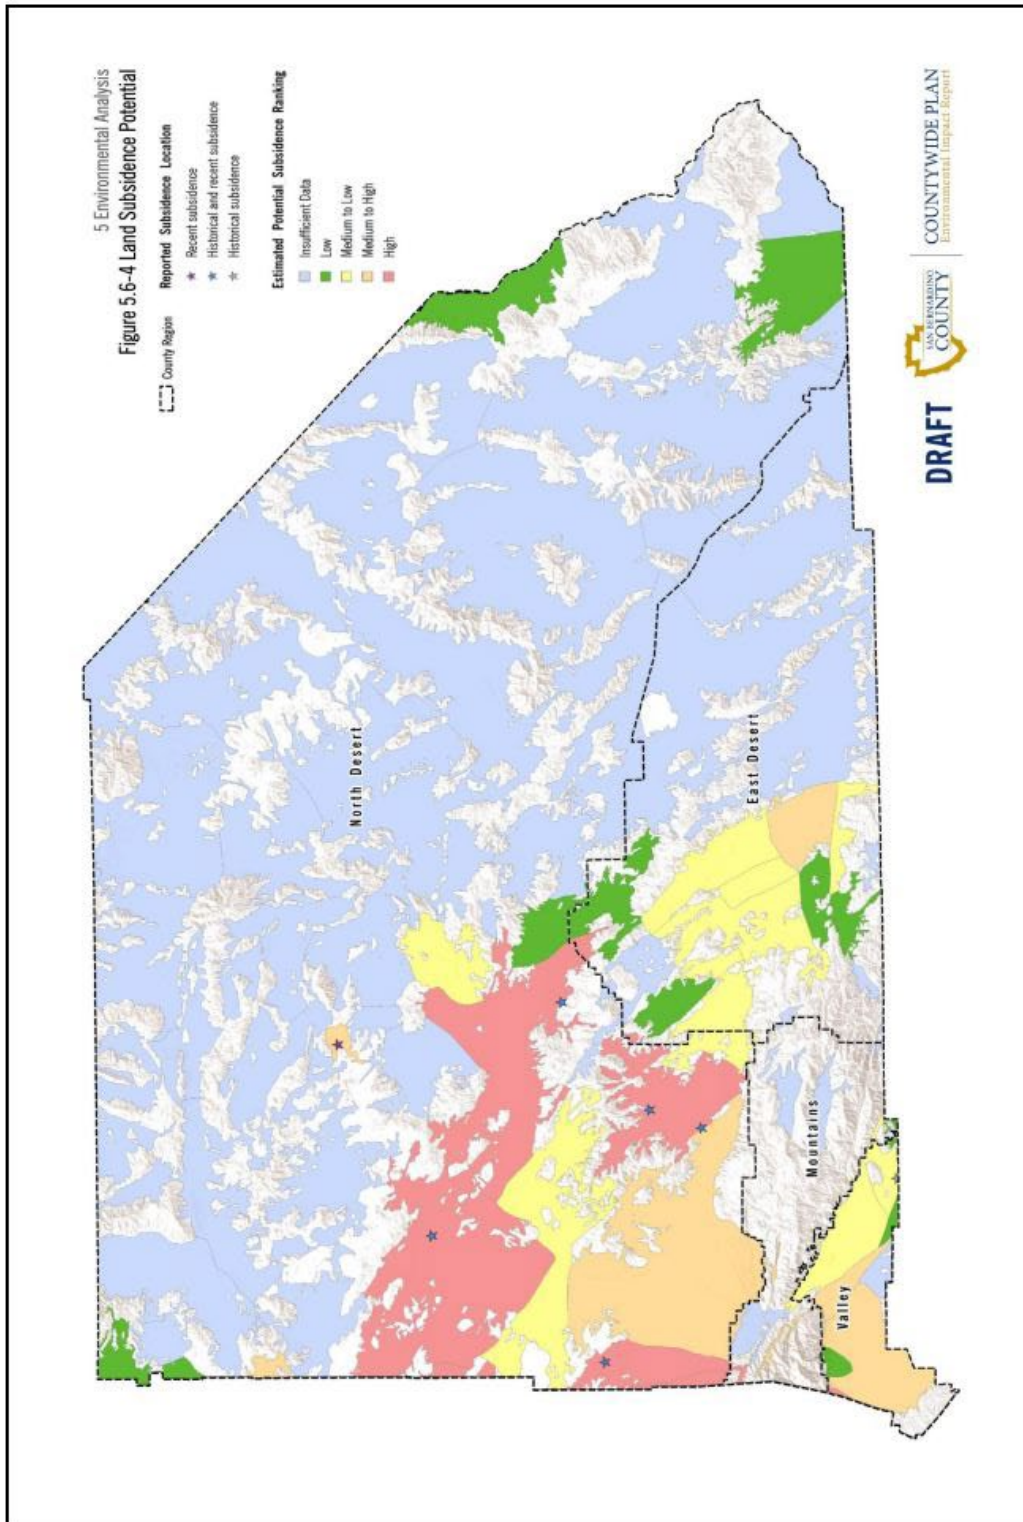 5 Environmental Analysis
Figure 5.6-4 Land Subsidence Potential
County Region
Reported Subsidence Location
Recent subsidence
Historical and recent subsidence
Historical subsidence
Estimated Potential Subsidence Ranking
Insufficient Data
Low
Medium to Low
Medium to High
High
North Desert
East Desert
Mountains
Valley
DRAFT
SAN BERNARDINO
COUNTY
COUNTYWIDE PLAN
Environmental Impact Report